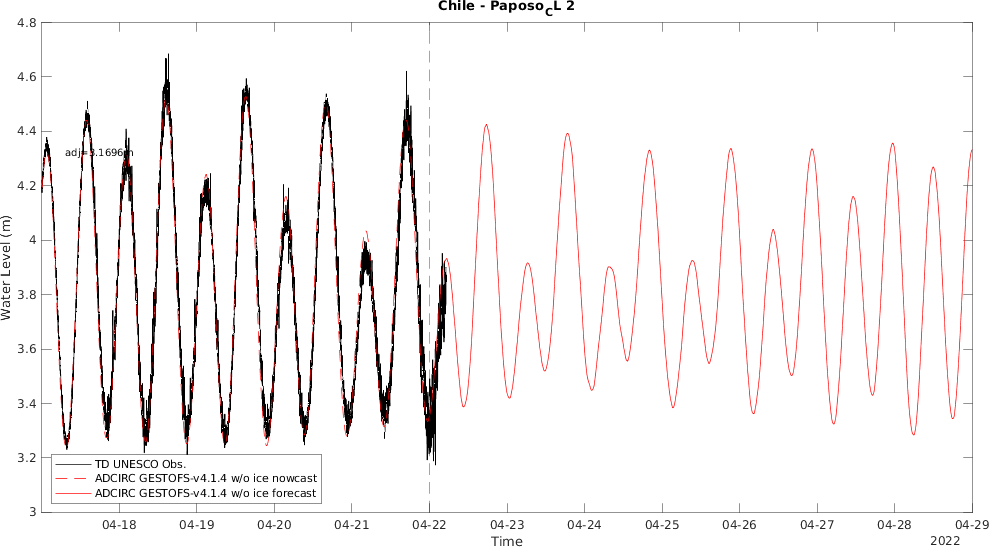 Chile - Paposo_CL 2
4.8
4.6
4.4
4.2
4
3.8
3.6
3.4
3.2
3
Water Level (m)
adj=3.1696m
TD UNESCO Obs.
ADCIRC GESTOFS-v4.1.4 w/o ice nowcast
ADCIRC GESTOFS-v4.1.4 w/o ice forecast
04-18 04-19 04-20 04-21 04-22 04-23 04-24 04-25 04-26 04-27 04-28 04-29
Time
2022